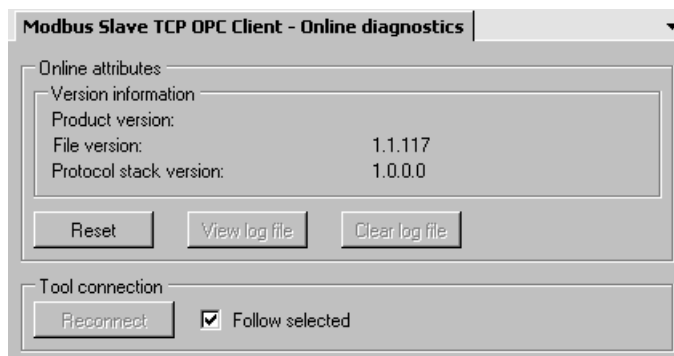 Modbus Slave TCP OPC Client - Online diagnostics
Online attributes
Version information
Product version:
File version: 1.1.117
Protocol stack version: 1.0.0.0
Reset View log file Clear log file
Tool connection
Reconnect Follow selected